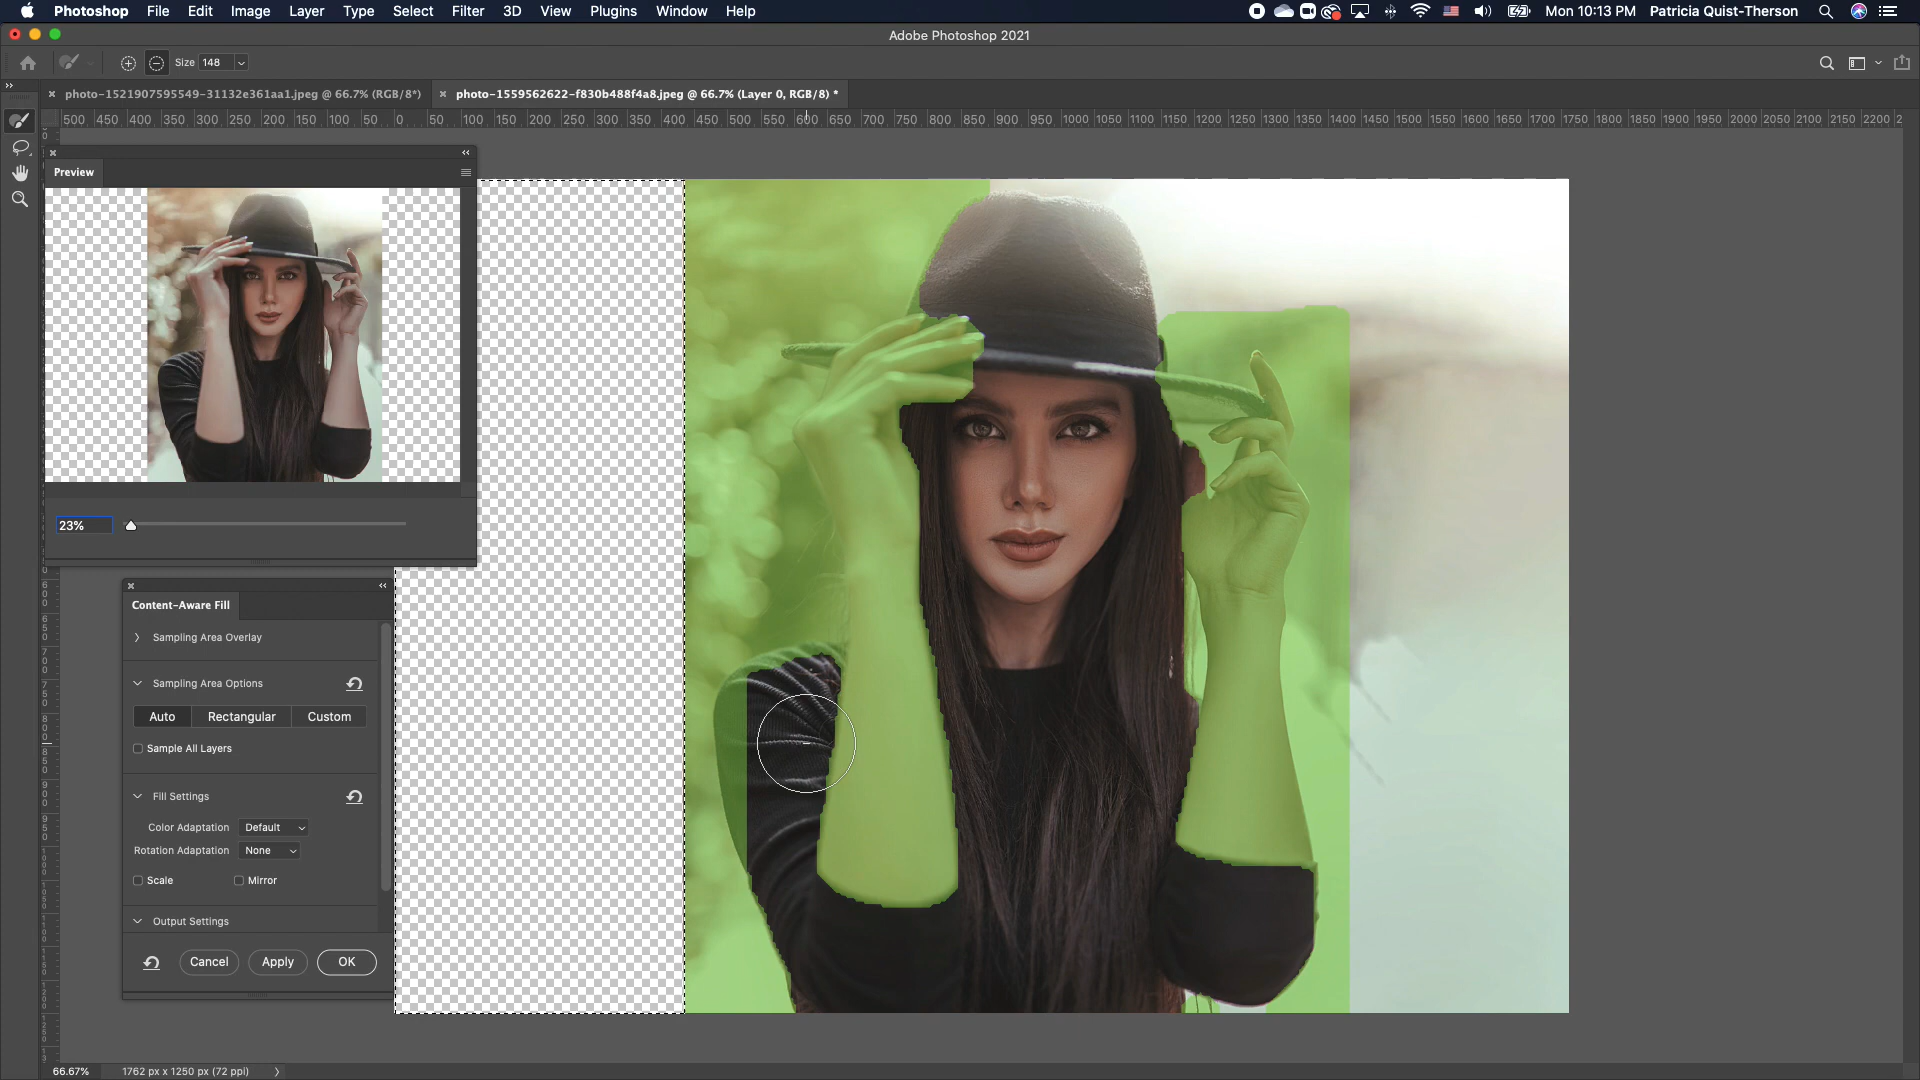 Photoshop File Edit Image Layer Type Select Filter 3D View Plugins Window Help Mon 10:13 PM Patricia Quist-Therson
Adobe Photoshop 2021
Size 148
photo-1521907595549-31132e361aa1.jpeg @ 66.7% (RGB/8*) photo-1559562622-f830b488f4a8.jpeg @ 66.7% (Layer 0, RGB/8) *
500 450 400 350 300 250 200 150 100 50 0 50 100 150 200 250 300 350 400 450 500 550 600 650 700 750 800 850 900 950 1000 1050 1100 1150 1200 1250 1300 1350 1400 1450 1500 1550 1600 1650 1700 1750 1800 1850 1900 1950 2000 2050 2100 2150 2200 2
Preview
23%
Content-Aware Fill
Sampling Area Overlay
Sampling Area Options
Auto Rectangular Custom
Sample All Layers
Fill Settings
Color Adaptation Default
Rotation Adaptation None
Scale Mirror
Output Settings
Cancel Apply OK
66.67% 1762 px x 1250 px (72 ppi)